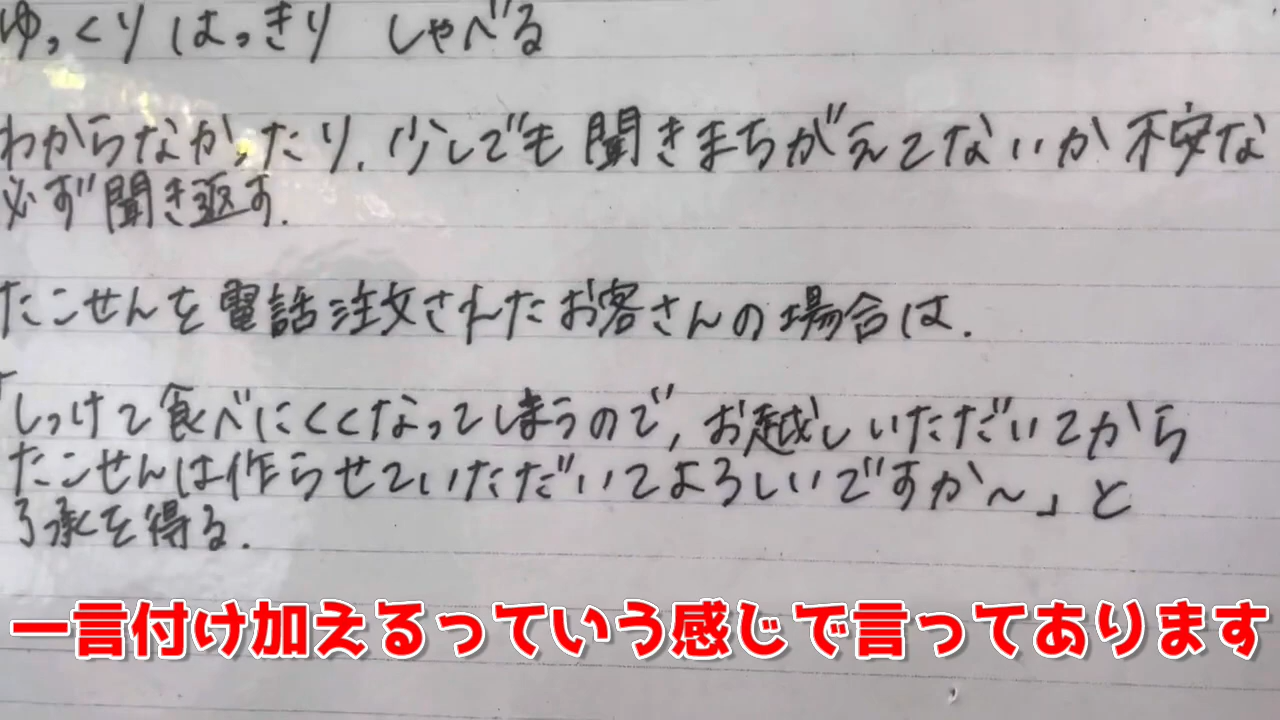 ゆっくりはっきり しゃべる
わからなかったり、少しでも聞きまちがえてないか不安な
必ず聞き返す.
たこせんを電話注文されたお客さんの場合は、
「しっけて食べにくくなってしまうので、お越しいただいてから
たこせんは作らせていただいてよろしいですか～」と
了承を得る.
一言付け加えるっていう感じで言ってあります